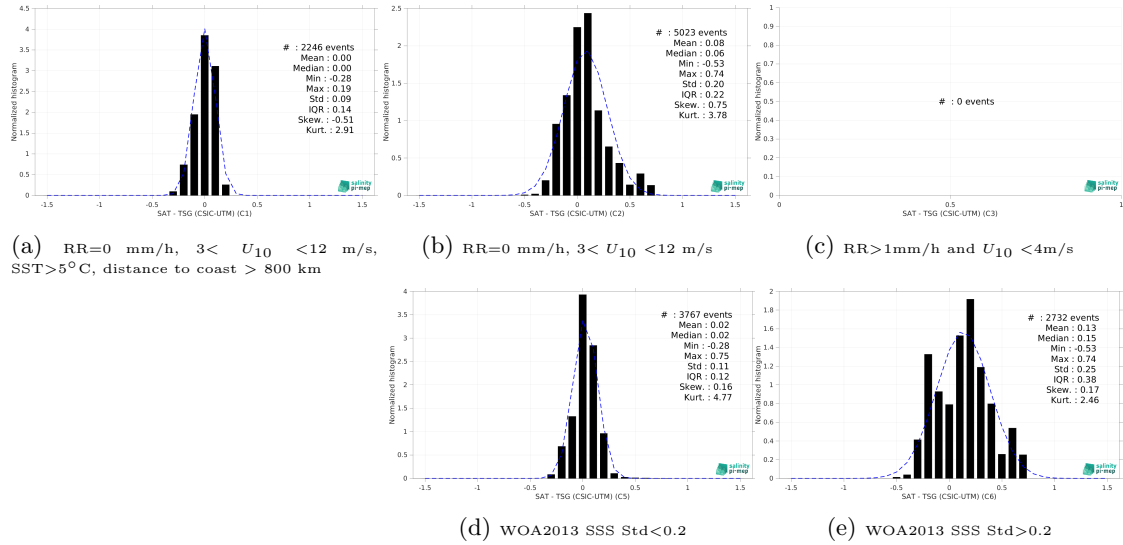 4.5
4
3.5
3
2.5
2
1.5
1
0.5
0
Normalized histogram
# : 2246 events
Mean : 0.00
Median : 0.00
Min : -0.28
Max : 0.19
Std : 0.09
IQR : 0.14
Skew. : -0.51
Kurt. : 2.91
salinity
pi-mep
-1.5 -1 -0.5 0 0.5 1 1.5
SAT - TSG (CSIC-UTM) (C1)
(a) RR=0 mm/h, 3< U10 <12 m/s,
SST>5°C, distance to coast > 800 km
2.5
2
1.5
1
0.5
0
Normalized histogram
# : 5023 events
Mean : 0.08
Median : 0.06
Min : -0.53
Max : 0.74
Std : 0.20
IQR : 0.22
Skew. : 0.75
Kurt. : 3.78
salinity
pi-mep
-1.5 -1 -0.5 0 0.5 1 1.5
SAT - TSG (CSIC-UTM) (C2)
(b) RR=0 mm/h, 3< U10 <12 m/s
1
0.9
0.8
0.7
0.6
0.5
0.4
0.3
0.2
0.1
0
Normalized histogram
# : 0 events
salinity
pi-mep
-1 -0.5 0 0.5 1
SAT - TSG (CSIC-UTM) (C3)
(c) RR>1mm/h and U10 <4m/s
4
3.5
3
2.5
2
1.5
1
0.5
0
Normalized histogram
# : 3767 events
Mean : 0.02
Median : 0.02
Min : -0.28
Max : 0.75
Std : 0.11
IQR : 0.12
Skew. : 0.16
Kurt. : 4.77
salinity
pi-mep
-1.5 -1 -0.5 0 0.5 1 1.5
SAT - TSG (CSIC-UTM) (C5)
(d) WOA2013 SSS Std<0.2
2
1.8
1.6
1.4
1.2
1
0.8
0.6
0.4
0.2
0
Normalized histogram
# : 2732 events
Mean : 0.13
Median : 0.15
Min : -0.53
Max : 0.74
Std : 0.25
IQR : 0.38
Skew. : 0.17
Kurt. : 2.46
salinity
pi-mep
-1.5 -1 -0.5 0 0.5 1 1.5
SAT - TSG (CSIC-UTM) (C6)
(e) WOA2013 SSS Std>0.2